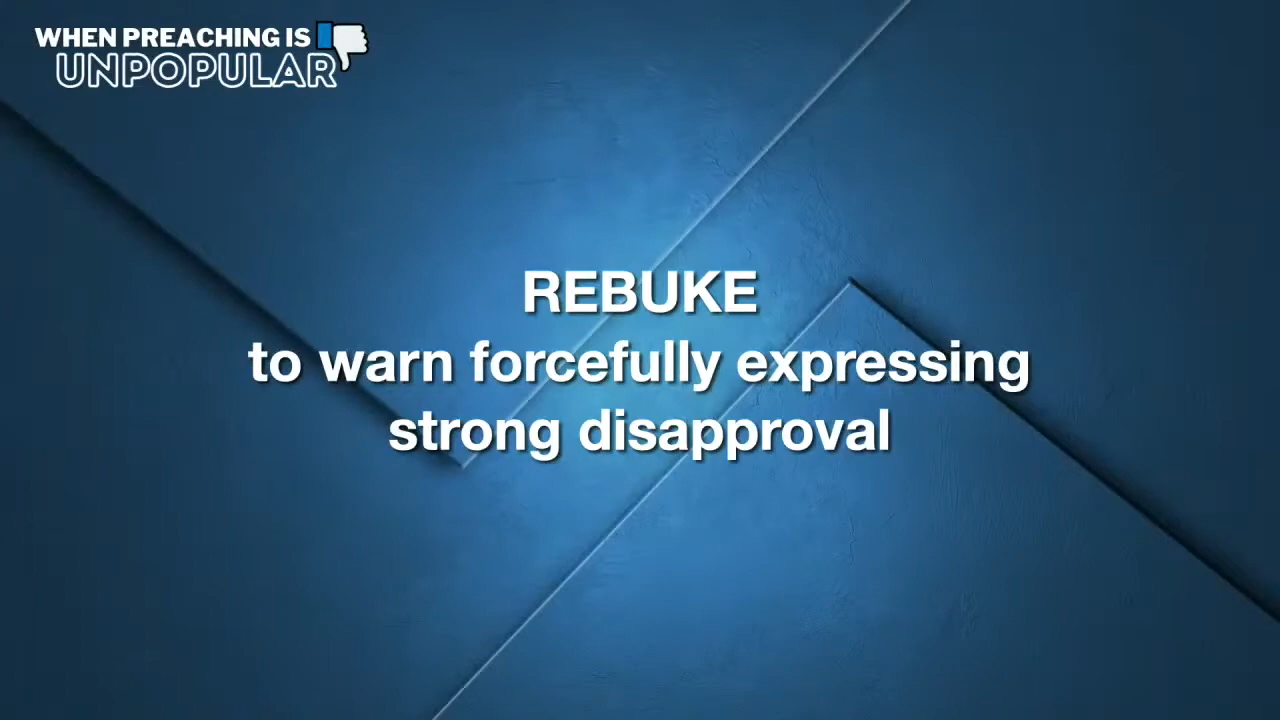 WHEN PREACHING IS
UNPOPULAR
REBUKE
to warn forcefully expressing
strong disapproval